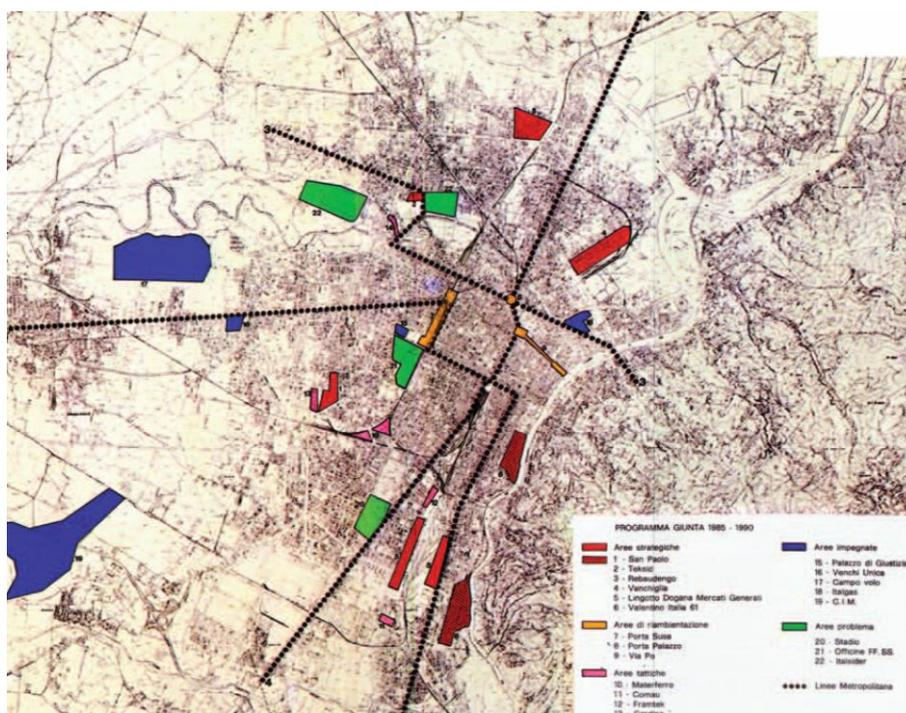 PROGRAMMA GIUNTA 1985 - 1990
Aree strategiche
1 - San Paolo
2 - Teksid
3 - Rebaudengo
4 - Vanchiglia
5 - Lingotto Dogana Mercati Generali
6 - Valentino Italia 61
Aree di riambientazione
7 - Porta Susa
8 - Porta Palazzo
9 - Via Po
Aree tattiche
10 - Materferro
11 - Comau
12 - Framtek
Aree impegnate
15 - Palazzo di Giustizia
16 - Venchi Unica
17 - Campo volo
18 - Italgas
19 - C.I.M.
Aree problema
20 - Stadio
21 - Officine FF.SS.
22 - Italsider
Linee Metropolitana